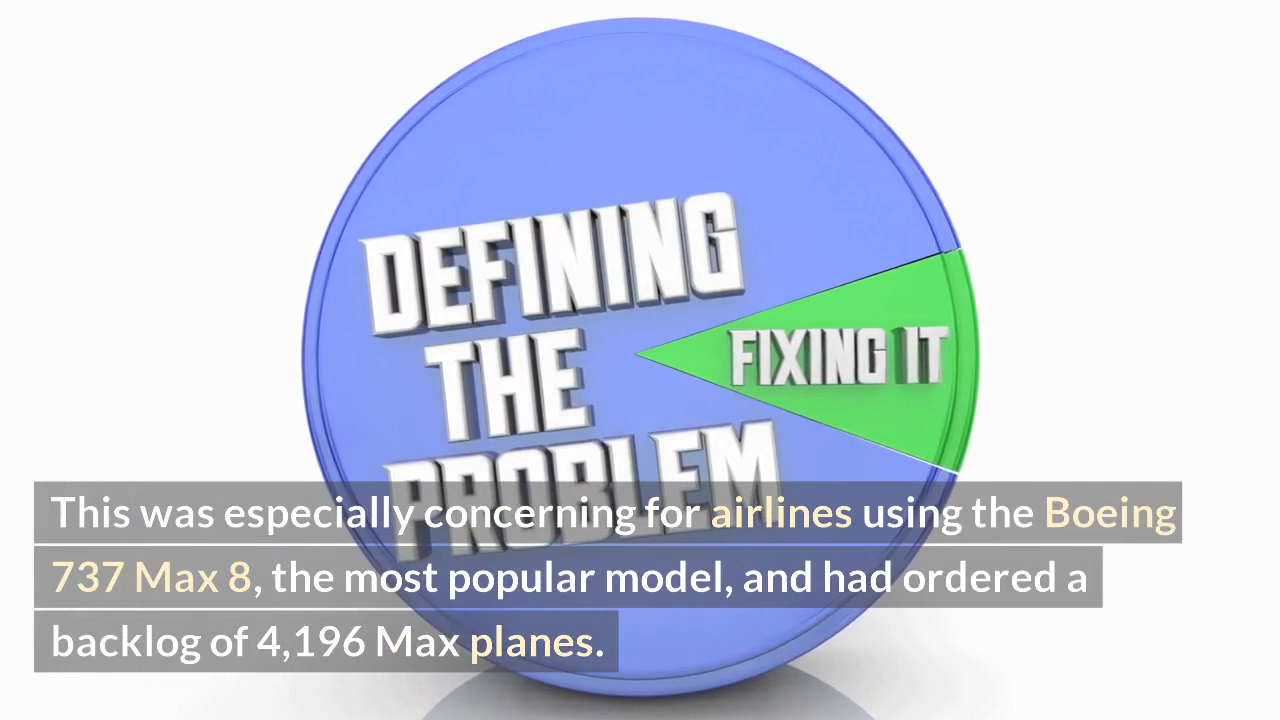 DEFINING
THE
PROBLEM
FIXING IT
This was especially concerning for airlines using the Boeing
737 Max 8, the most popular model, and had ordered a
backlog of 4,196 Max planes.